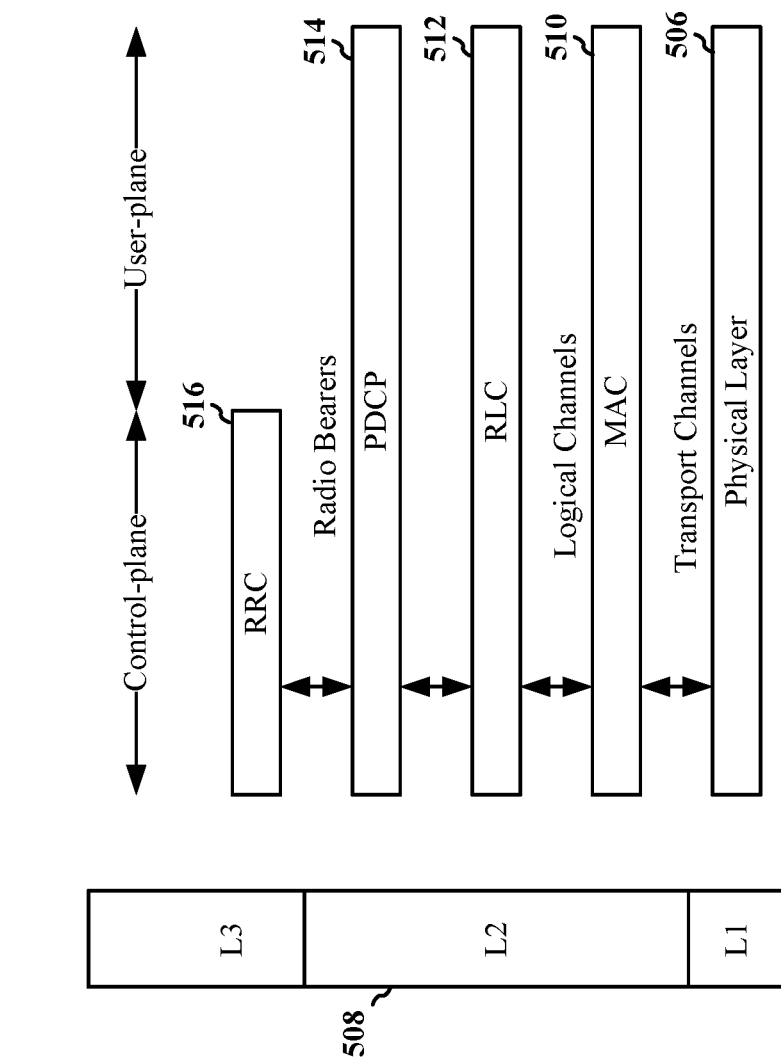 Control-plane
User-plane
516
RRC
Radio Bearers
514
PDCP
512
RLC
Logical Channels
510
MAC
Transport Channels
506
Physical Layer
L3
L2
L1
508